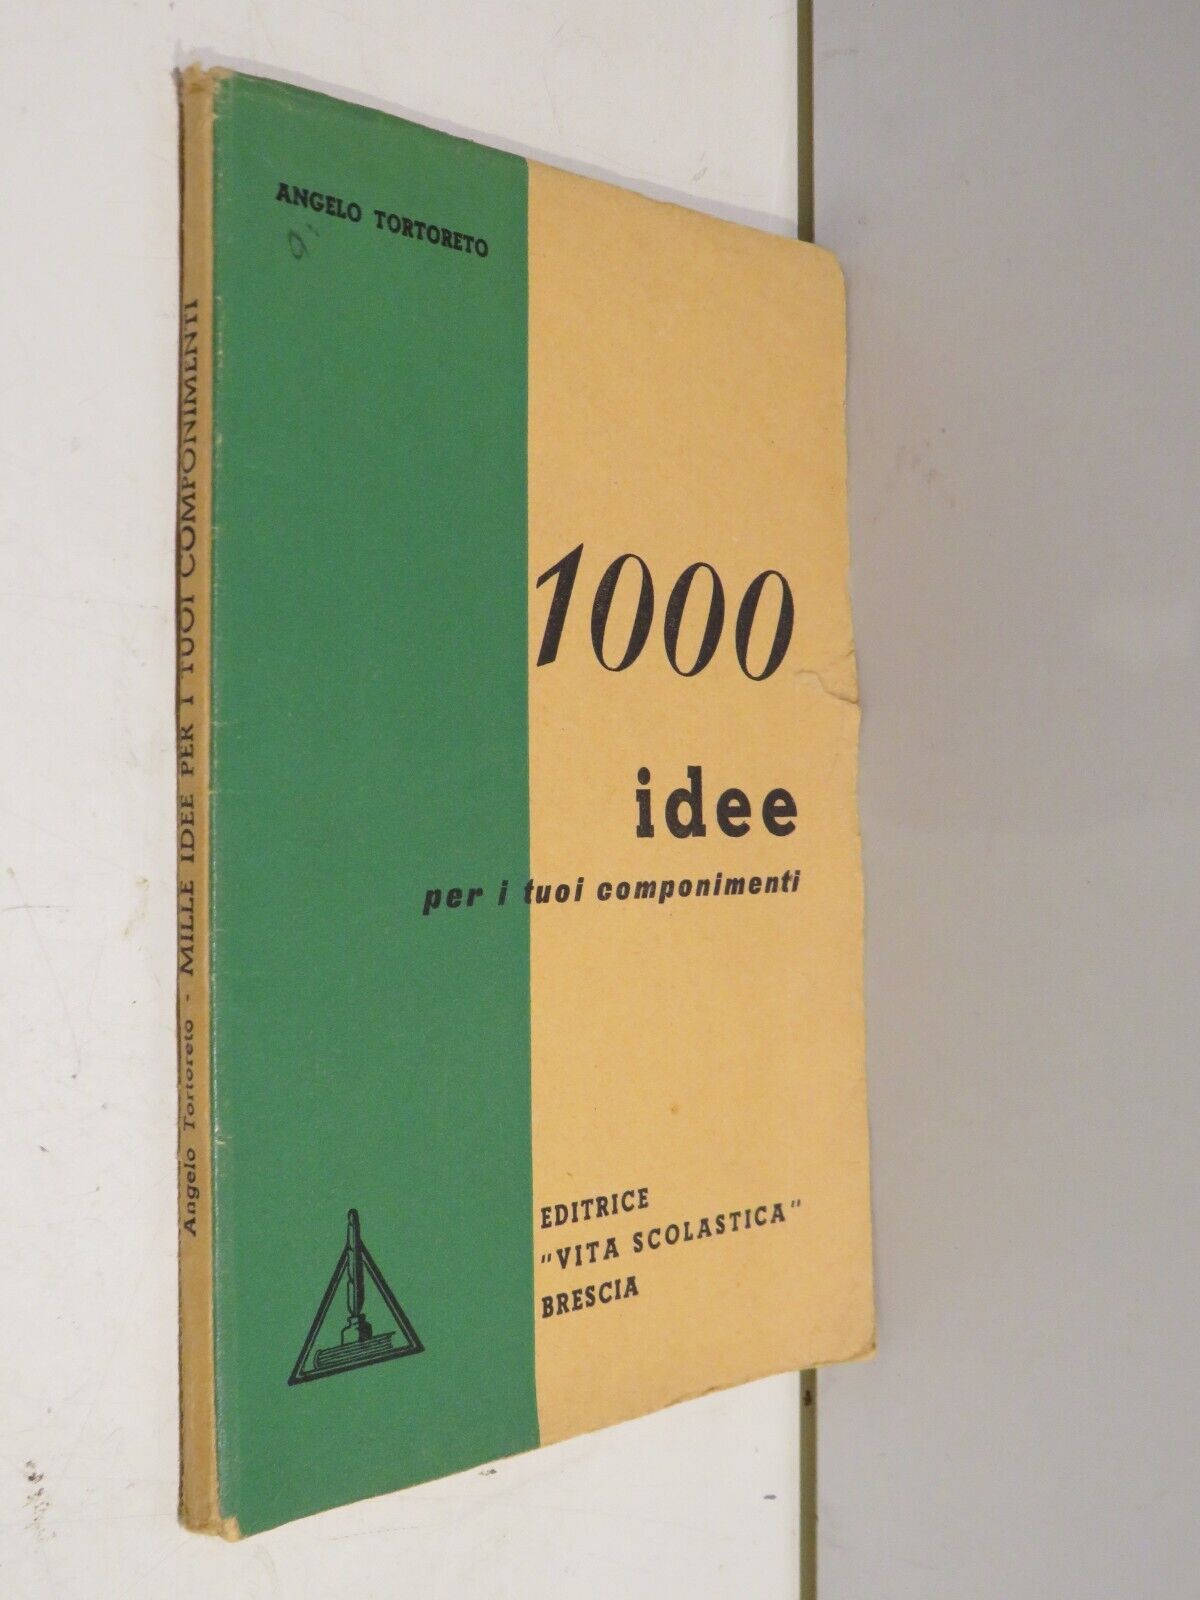 Angelo Tortoreto - MILLE IDEE PER I TUOI COMPONIMENTI
ANGELO TORTORETO
1000
idee
per i tuoi componimenti
EDITRICE
"VITA SCOLASTICA"
BRESCIA